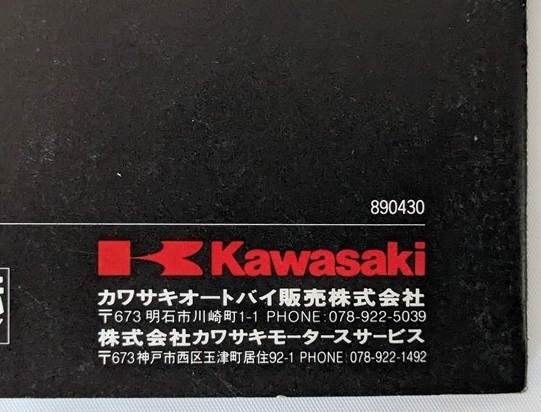 890430
Kawasaki
カワサキオートバイ販売株式会社
〒673 明石市川崎町1-1 PHONE:078-922-5039
株式会社カワサキモータースサービス
〒673 神戸市西区玉津町居住92-1 PHONE:078-922-1492